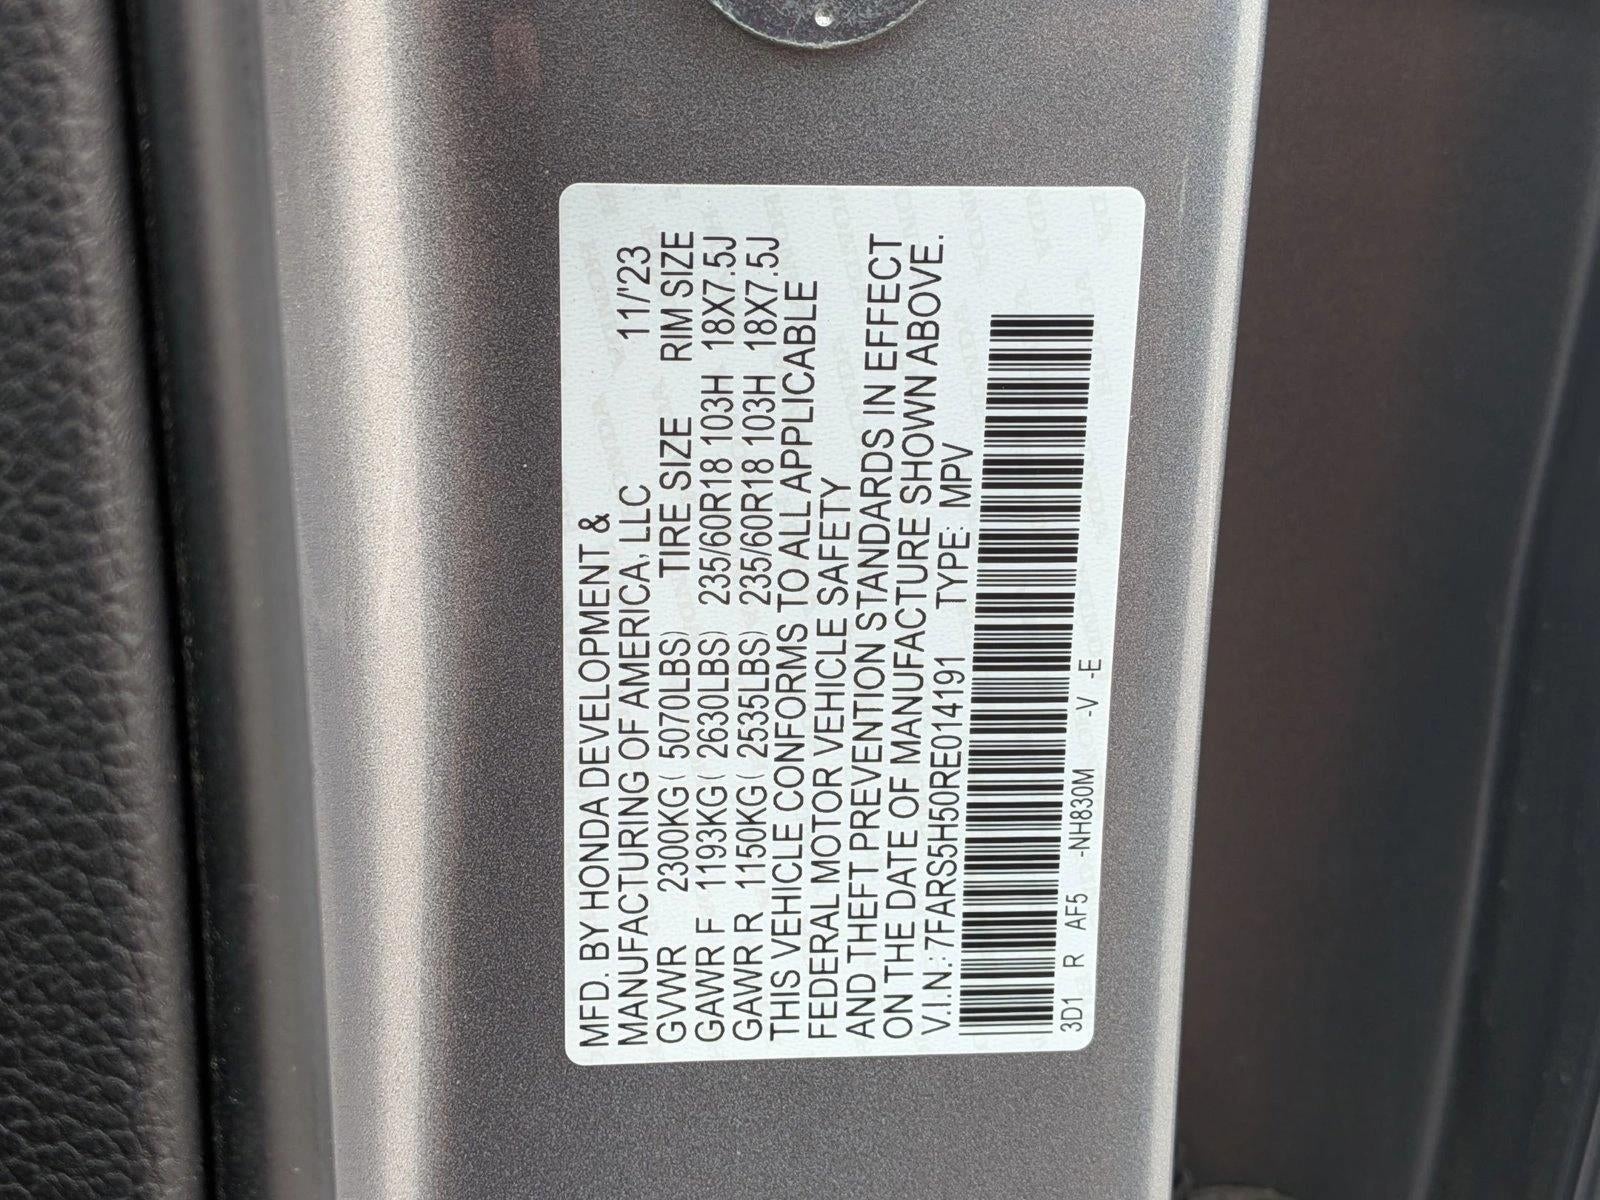 MFD. BY HONDA DEVELOPMENT &
MANUFACTURING OF AMERICA, LLC 11/'23
GVWR 2300KG( 5070LBS) TIRE SIZE RIM SIZE
GAWR F 1193KG( 2630LBS) 235/60R18 103H 18X7.5J
GAWR R 1150KG( 2535LBS) 235/60R18 103H 18X7.5J
THIS VEHICLE CONFORMS TO ALL APPLICABLE
FEDERAL MOTOR VEHICLE SAFETY
AND THEFT PREVENTION STANDARDS IN EFFECT
ON THE DATE OF MANUFACTURE SHOWN ABOVE.
V.I.N.: 7FARS5H50RE014191 TYPE: MPV
3D1 R AF5 -NH830M -V -E